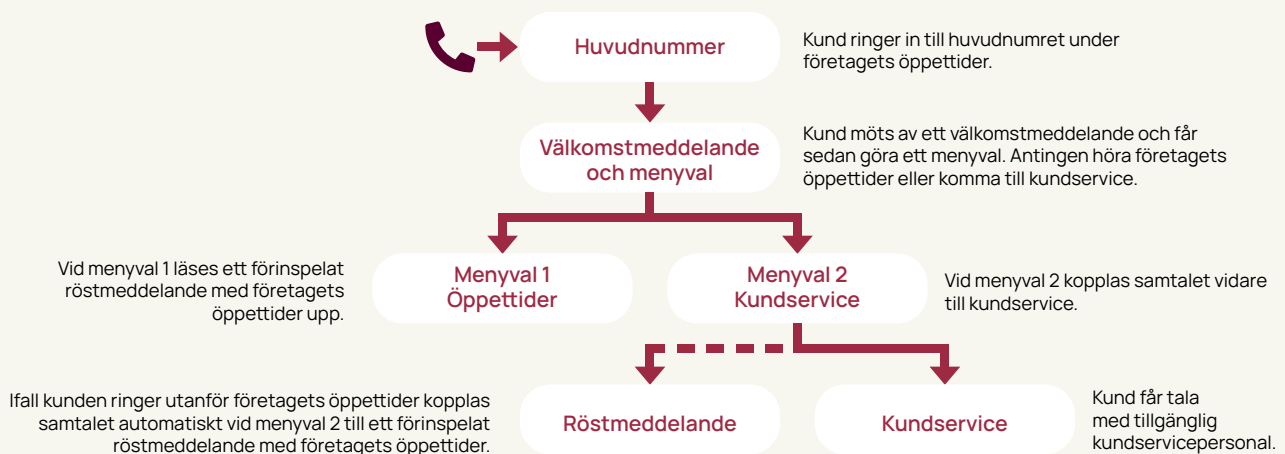 Huvudnummer
Kund ringer in till huvudnumret under
företagets öppettider.
Välkomstmeddelande
och menyval
Kund möts av ett välkomstmeddelande och får
sedan göra ett menyval. Antingen höra företagets
öppettider eller komma till kundservice.
Vid menyval 1 läses ett förinspelat
röstmeddelande med företagets
öppettider upp.
Menyval 1
Öppettider
Menyval 2
Kundservice
Vid menyval 2 kopplas samtalet vidare
till kundservice.
Ifall kunden ringer utanför företagets öppettider kopplas
samtalet automatiskt vid menyval 2 till ett förinspelat
röstmeddelande med företagets öppettider.
Röstmeddelande
Kundservice
Kund får tala
med tillgänglig
kundservicepersonal.